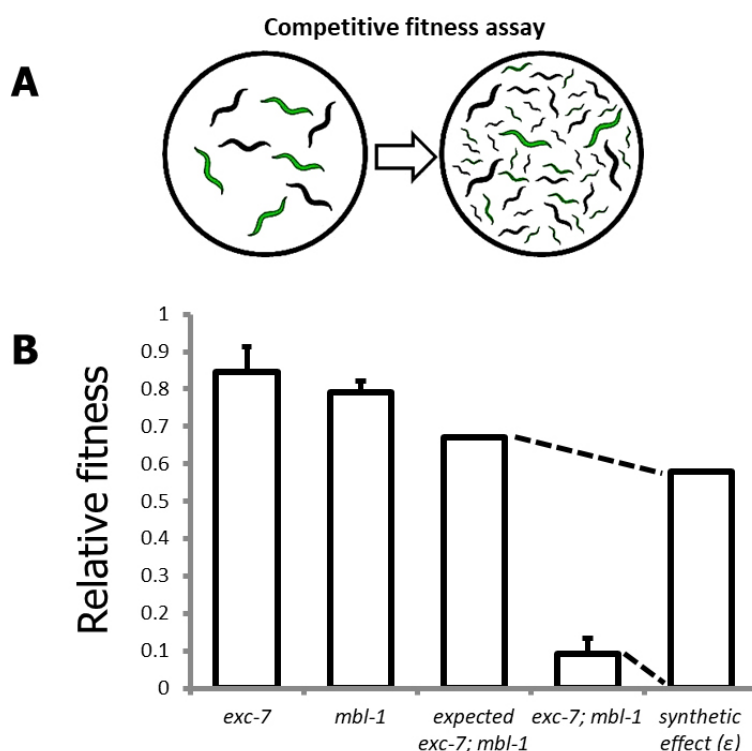 Competitive fitness assay
A
B
Relative fitness
1
0.9
0.8
0.7
0.6
0.5
0.4
0.3
0.2
0.1
0
exc-7
mbl-1
expected
exc-7; mbl-1
exc-7; mbl-1
synthetic
effect (ε)